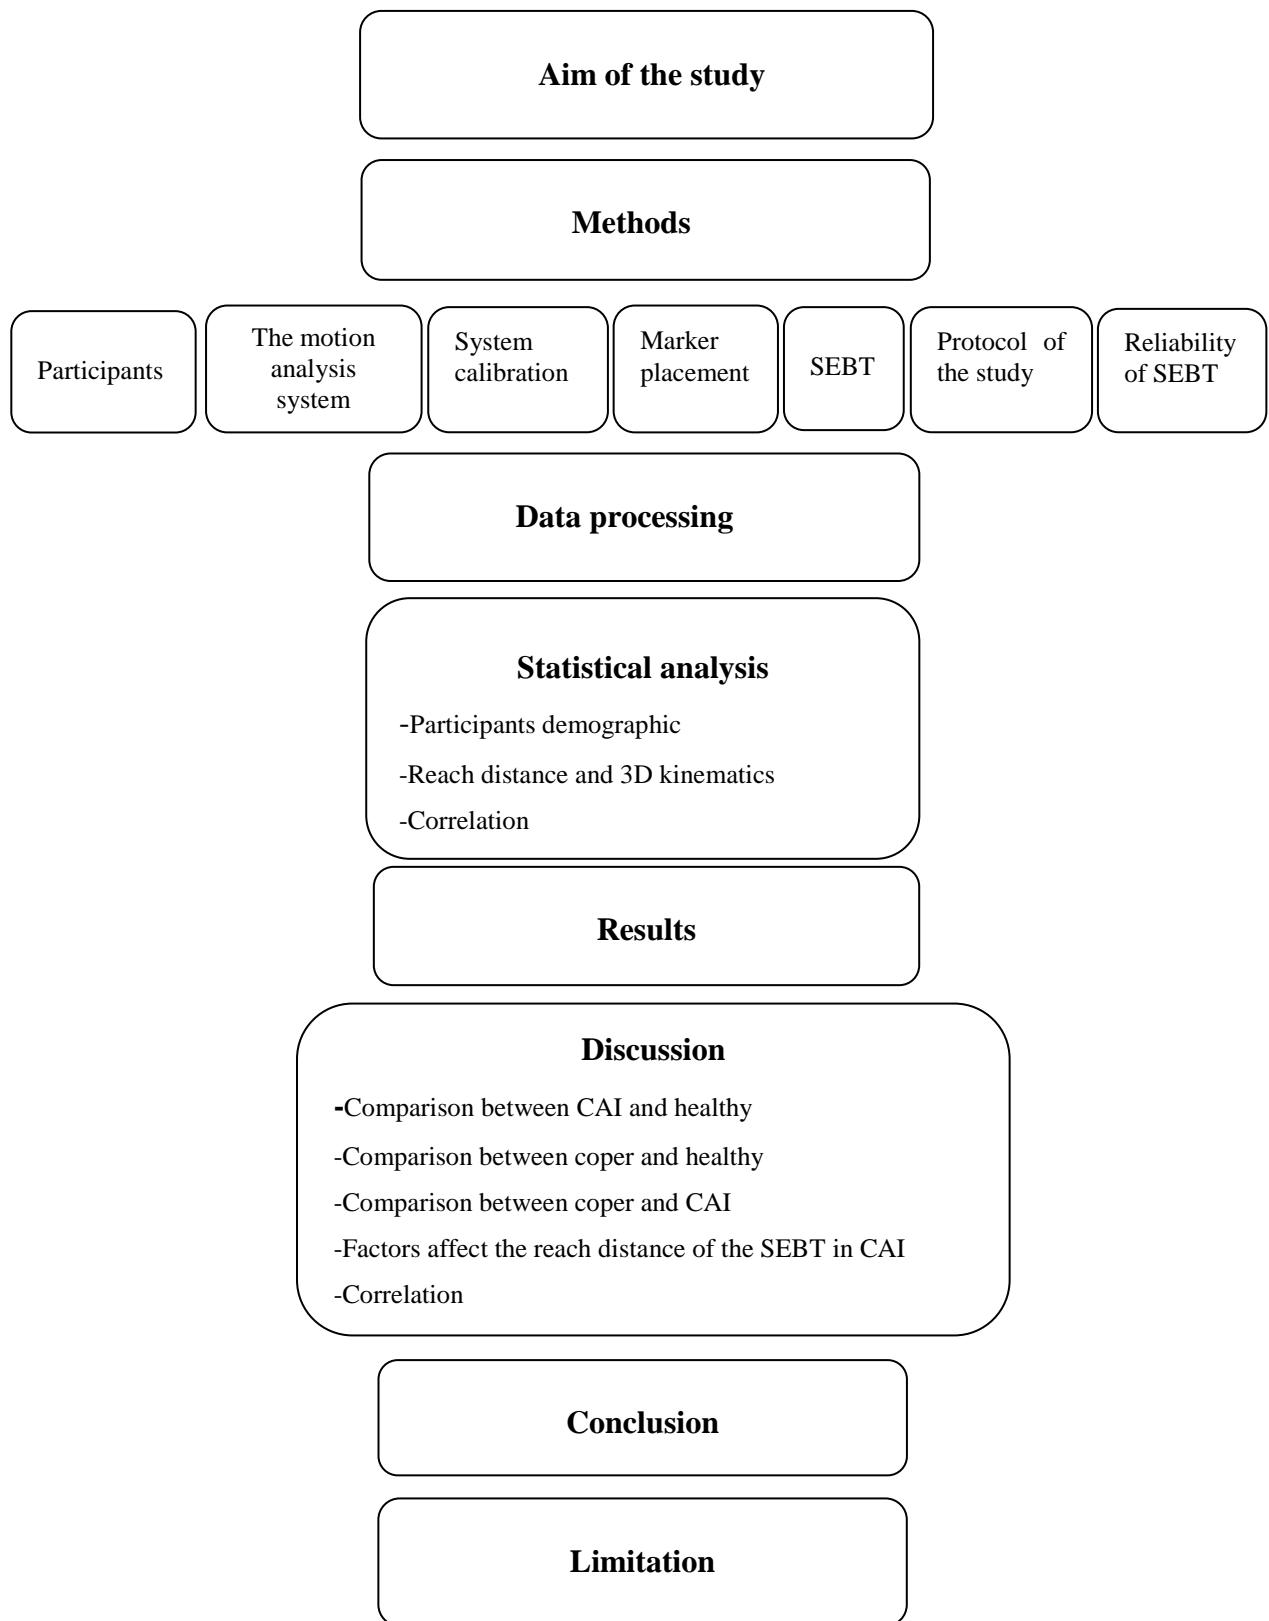 Aim of the study
Methods
Participants
The motion
analysis
system
System
calibration
Marker
placement
SEBT
Protocol of
the study
Reliability
of SEBT
Data processing
Statistical analysis
-Participants demographic
-Reach distance and 3D kinematics
-Correlation
Results
Discussion
-Comparison between CAI and healthy
-Comparison between coper and healthy
-Comparison between coper and CAI
-Factors affect the reach distance of the SEBT in CAI
-Correlation
Conclusion
Limitation